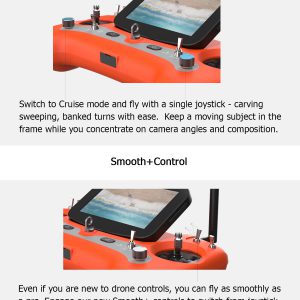 Switch to Cruise mode and fly with a single joystick - carving
sweeping, banked turns with ease.  Keep a moving subject in the
frame while you concentrate on camera angles and composition.
Smooth+Control
Even if you are new to drone controls, you can fly as smoothly as
a pro. Engage our new Smooth+ controls to switch from joystick